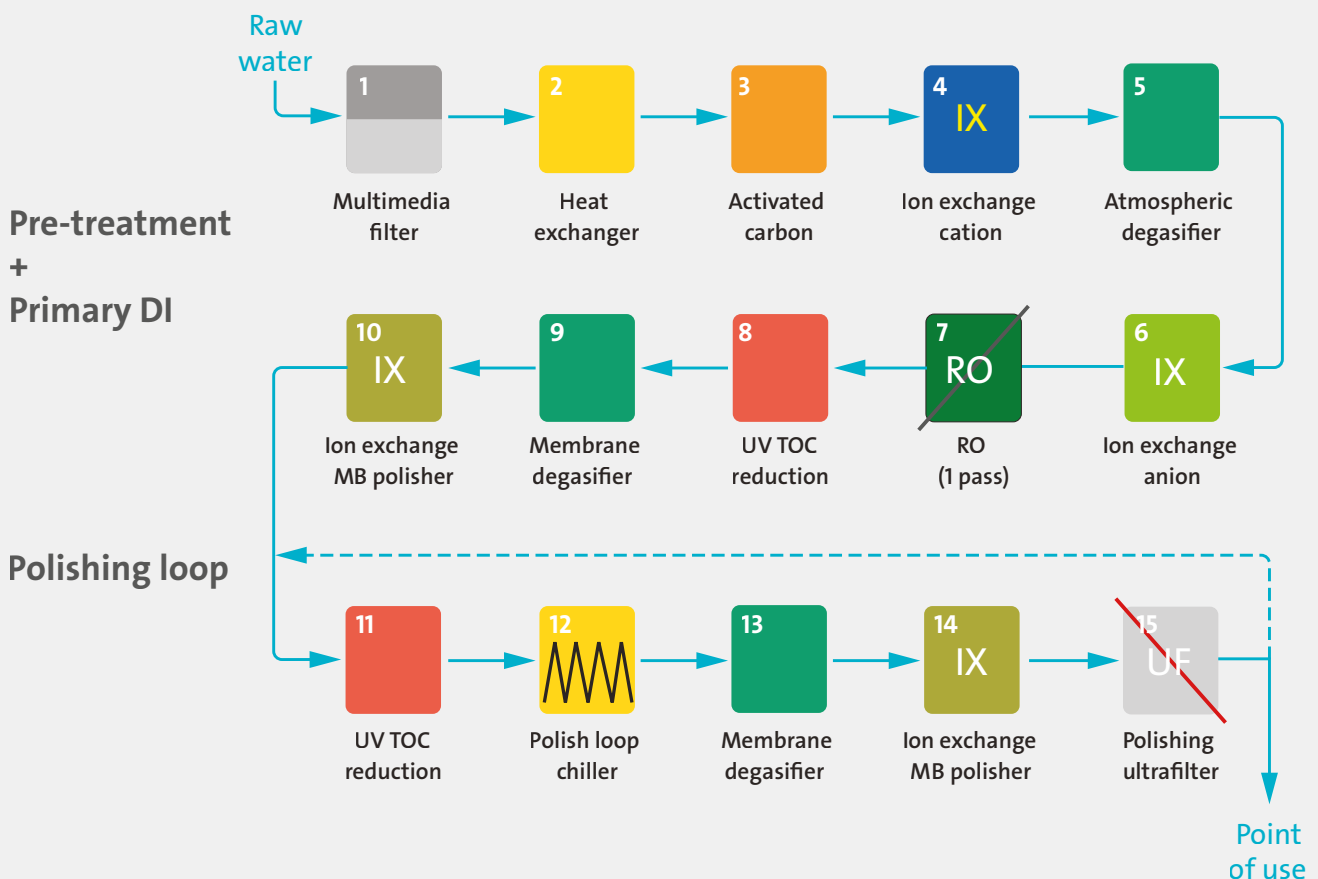 Raw
water
1
2
3
4
IX
5
Multimedia
filter
Heat
exchanger
Activated
carbon
Ion exchange
cation
Atmospheric
degasifier
Pre-treatment
+
Primary DI
10
IX
9
8
7
RO
6
IX
Ion exchange
MB polisher
Membrane
degasifier
UV TOC
reduction
RO
(1 pass)
Ion exchange
anion
Polishing loop
11
12
13
14
IX
15
UF
UV TOC
reduction
Polish loop
chiller
Membrane
degasifier
Ion exchange
MB polisher
Polishing
ultrafilter
Point
of use